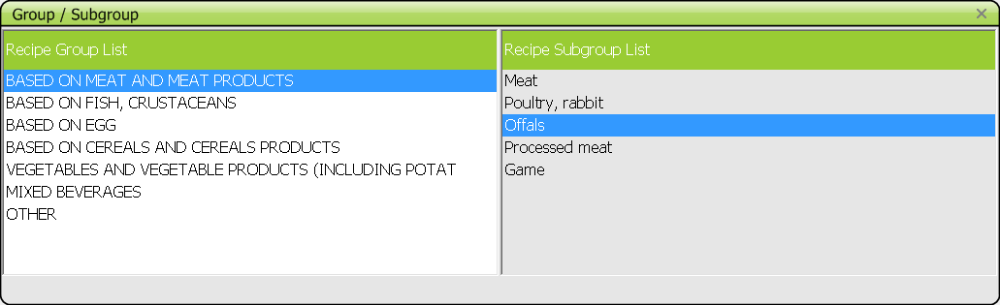 Group / Subgroup
Recipe Group List
BASED ON MEAT AND MEAT PRODUCTS
BASED ON FISH, CRUSTACEANS
BASED ON EGG
BASED ON CEREALS AND CEREALS PRODUCTS
VEGETABLES AND VEGETABLE PRODUCTS (INCLUDING POTAT
MIXED BEVERAGES
OTHER
Recipe Subgroup List
Meat
Poultry, rabbit
Offals
Processed meat
Game